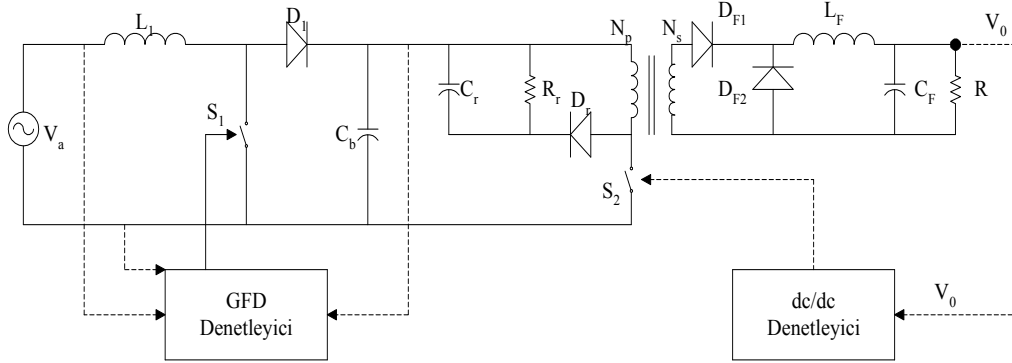 L1
D1
Np
Ns
DF1
LF
V0
Va
S1
Cb
Cr
Rr
Dr
DF2
CF
R
S2
GFD
Denetleyici
dc/dc
Denetleyici
V0